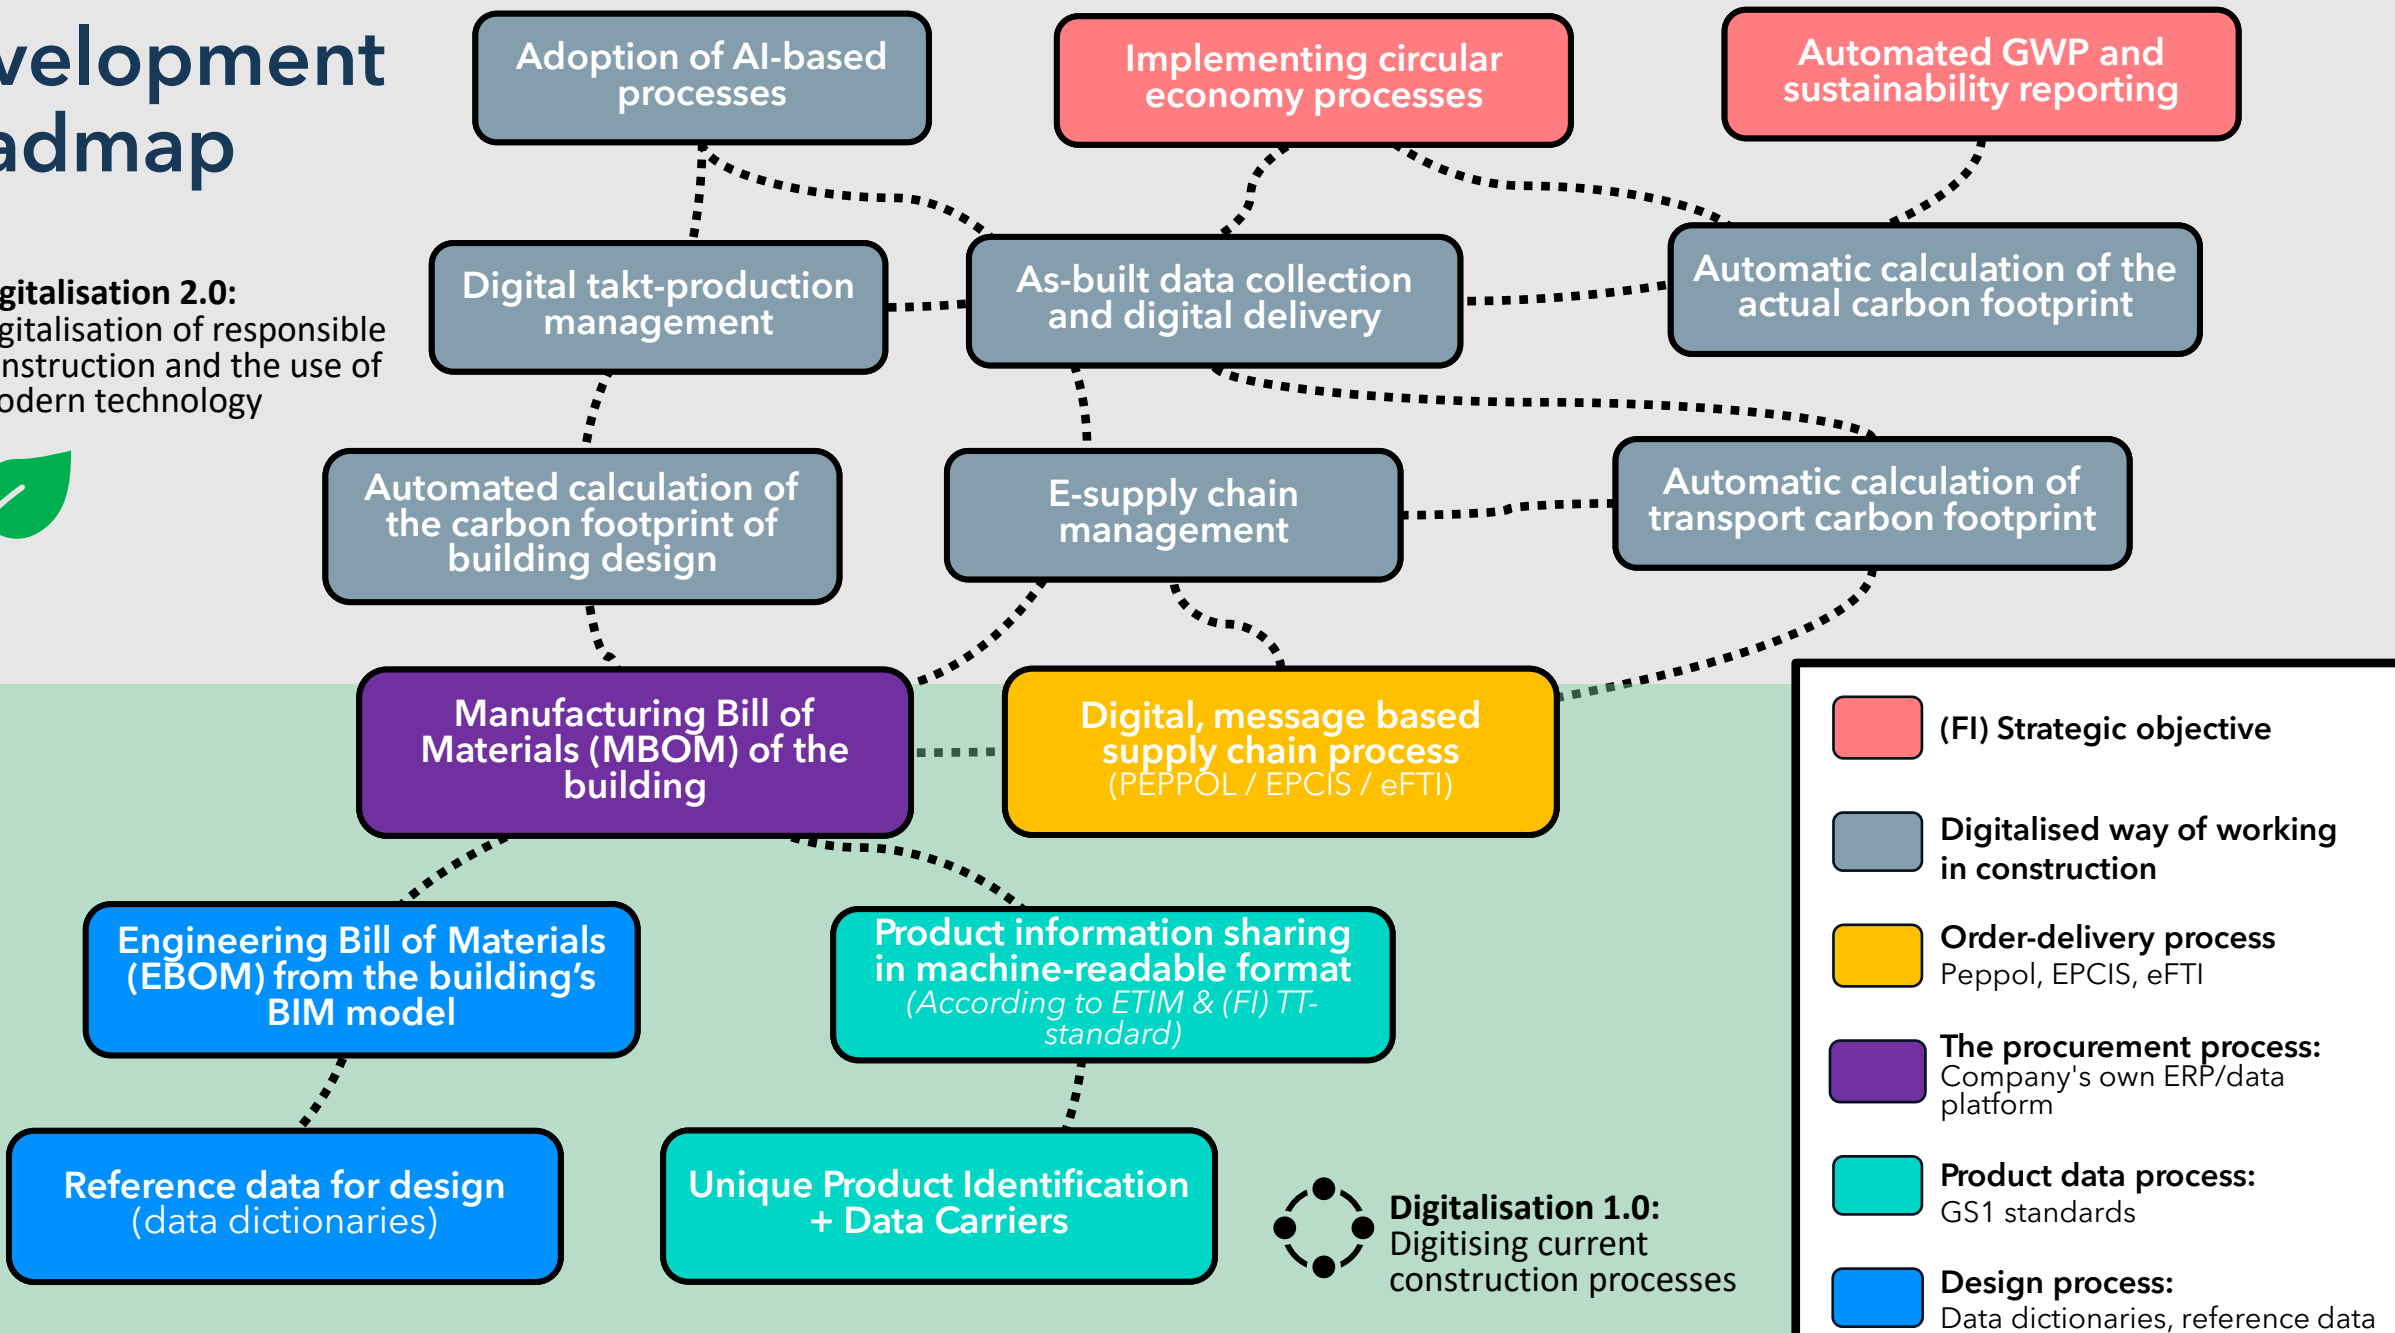 velopment
admap
Adoption of AI-based
processes
Implementing circular
economy processes
Automated GWP and
sustainability reporting
gitalisation 2.0:
gitalisation of responsible
nstruction and the use of
odern technology
Digital takt-production
management
As-built data collection
and digital delivery
Automatic calculation of the
actual carbon footprint
Automated calculation of
the carbon footprint of
building design
E-supply chain
management
Automatic calculation of
transport carbon footprint
Manufacturing Bill of
Materials (MBOM) of the
building
Digital, message based
supply chain process
(PEPPOL / EPCIS / eFTI)
Engineering Bill of Materials
(EBOM) from the building’s
BIM model
Product information sharing
in machine-readable format
(According to ETIM & (FI) TT-
standard)
Reference data for design
(data dictionaries)
Unique Product Identification
+ Data Carriers
Digitalisation 1.0:
Digitising current
construction processes
(FI) Strategic objective
Digitalised way of working
in construction
Order-delivery process
Peppol, EPCIS, eFTI
The procurement process:
Company's own ERP/data
platform
Product data process:
GS1 standards
Design process:
Data dictionaries, reference data